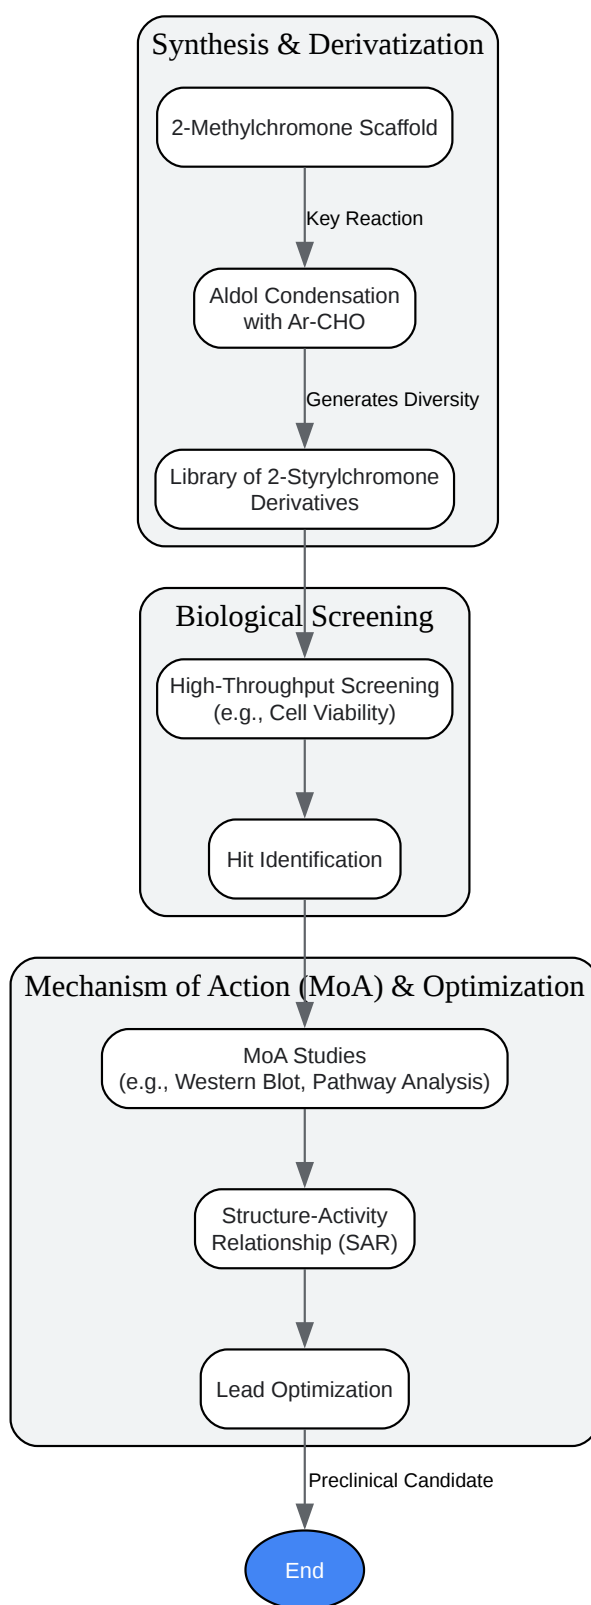 Synthesis & Derivatization
2-Methylchromone Scaffold
Key Reaction
Aldol Condensation
with Ar-CHO
Generates Diversity
Library of 2-Styrylchromone
Derivatives
Biological Screening
High-Throughput Screening
(e.g., Cell Viability)
Hit Identification
Mechanism of Action (MoA) & Optimization
MoA Studies
(e.g., Western Blot, Pathway Analysis)
Structure-Activity
Relationship (SAR)
Lead Optimization
Preclinical Candidate
End